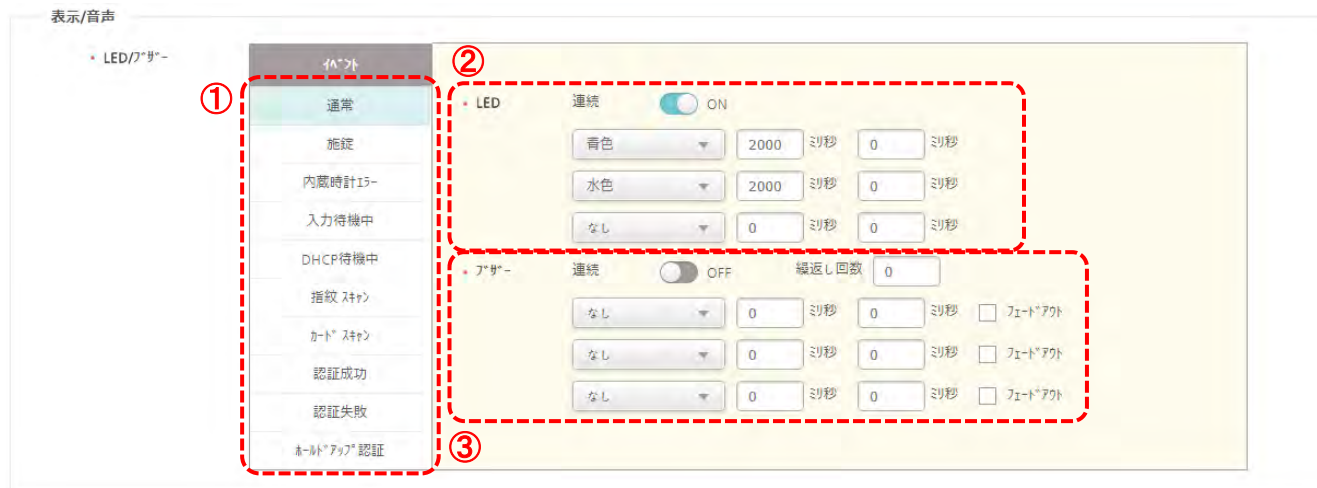 表示/音声
• LED/ﾌﾞｻﾞｰ
ｲﾍﾞﾝﾄ
①
通常
施錠
内蔵時計ｴﾗｰ
入力待機中
DHCP待機中
指紋 ｽｷｬﾝ
ｶｰﾄﾞ ｽｷｬﾝ
認証成功
認証失敗
ﾎｰﾙﾄﾞｱｯﾌﾟ認証
②
• LED 連続 ON
青色 2000 ﾐﾘ秒 0 ﾐﾘ秒
水色 2000 ﾐﾘ秒 0 ﾐﾘ秒
なし 0 ﾐﾘ秒 0 ﾐﾘ秒
• ﾌﾞｻﾞｰ 連続 OFF 繰返し回数 0
なし 0 ﾐﾘ秒 0 ﾐﾘ秒 ﾌｪｰﾄﾞｱｳﾄ
なし 0 ﾐﾘ秒 0 ﾐﾘ秒 ﾌｪｰﾄﾞｱｳﾄ
なし 0 ﾐﾘ秒 0 ﾐﾘ秒 ﾌｪｰﾄﾞｱｳﾄ
③